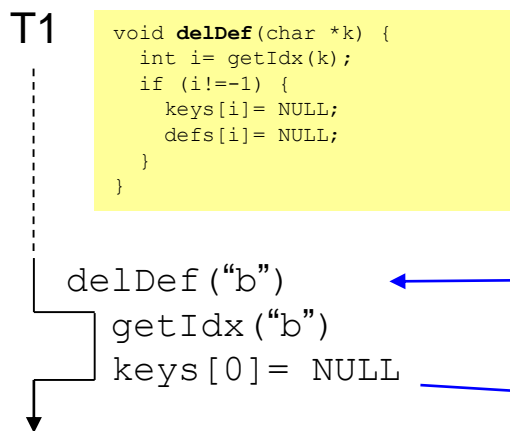 T1
void delDef(char *k) {
int i= getIdx(k);
if (i!=-1) {
keys[i]= NULL;
defs[i]= NULL;
}
}
delDef(“b”)
getIdx(“b”)
keys[0]= NULL